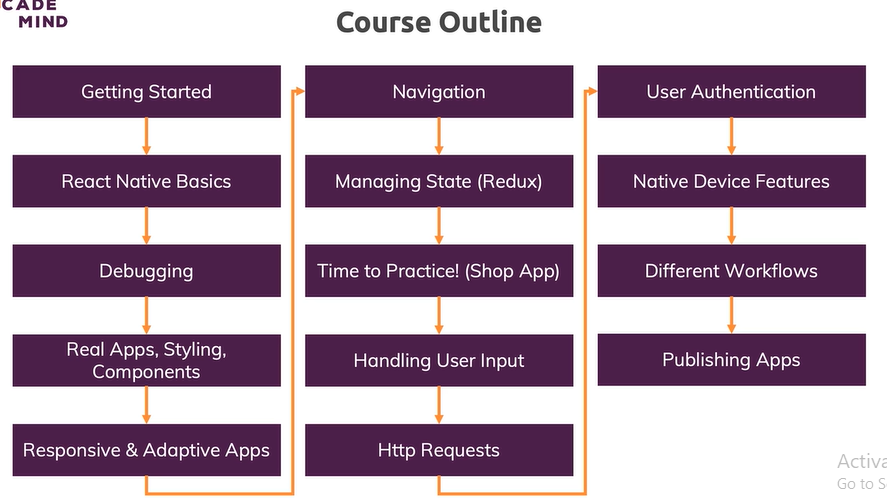 CADE
MIND
Course Outline
Getting Started
React Native Basics
Debugging
Real Apps, Styling,
Components
Responsive & Adaptive Apps
Navigation
Managing State (Redux)
Time to Practice! (Shop App)
Handling User Input
Http Requests
User Authentication
Native Device Features
Different Workflows
Publishing Apps
Activa
Go to S